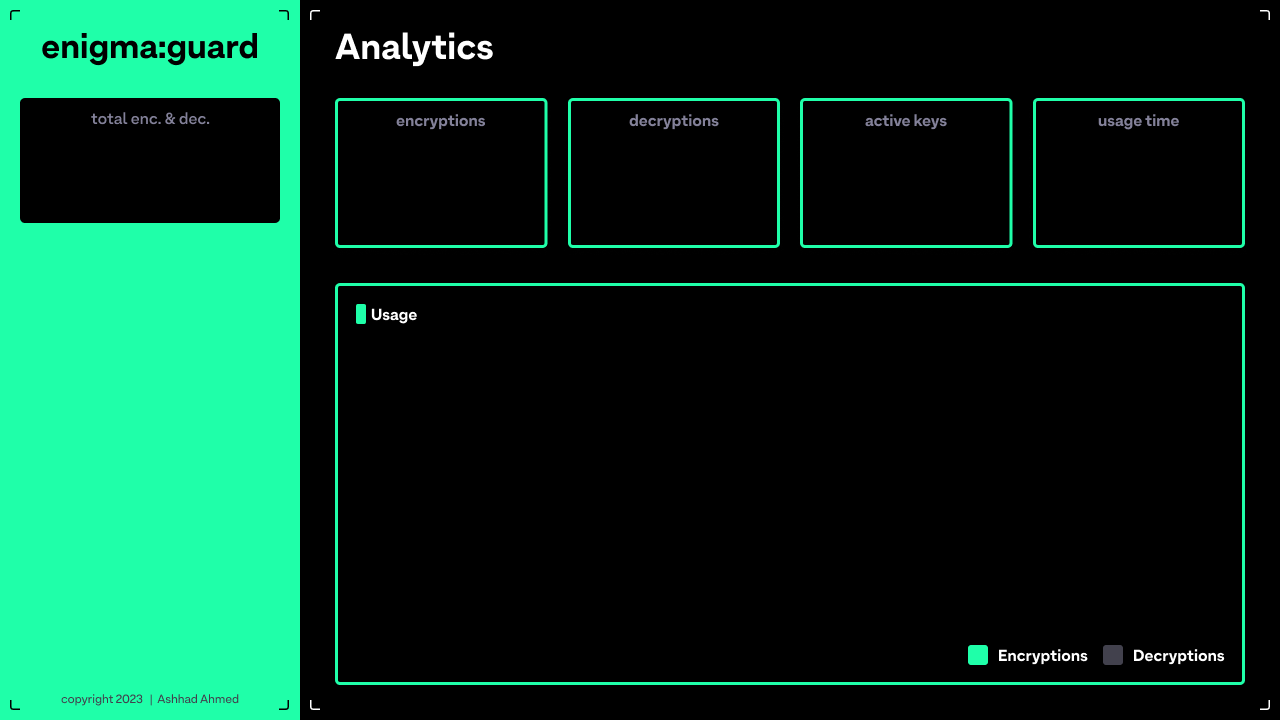 enigma:guard
total enc. & dec.
copyright 2023 | Ashhad Ahmed
Analytics
encryptions
decryptions
active keys
usage time
Usage
Encryptions
Decryptions